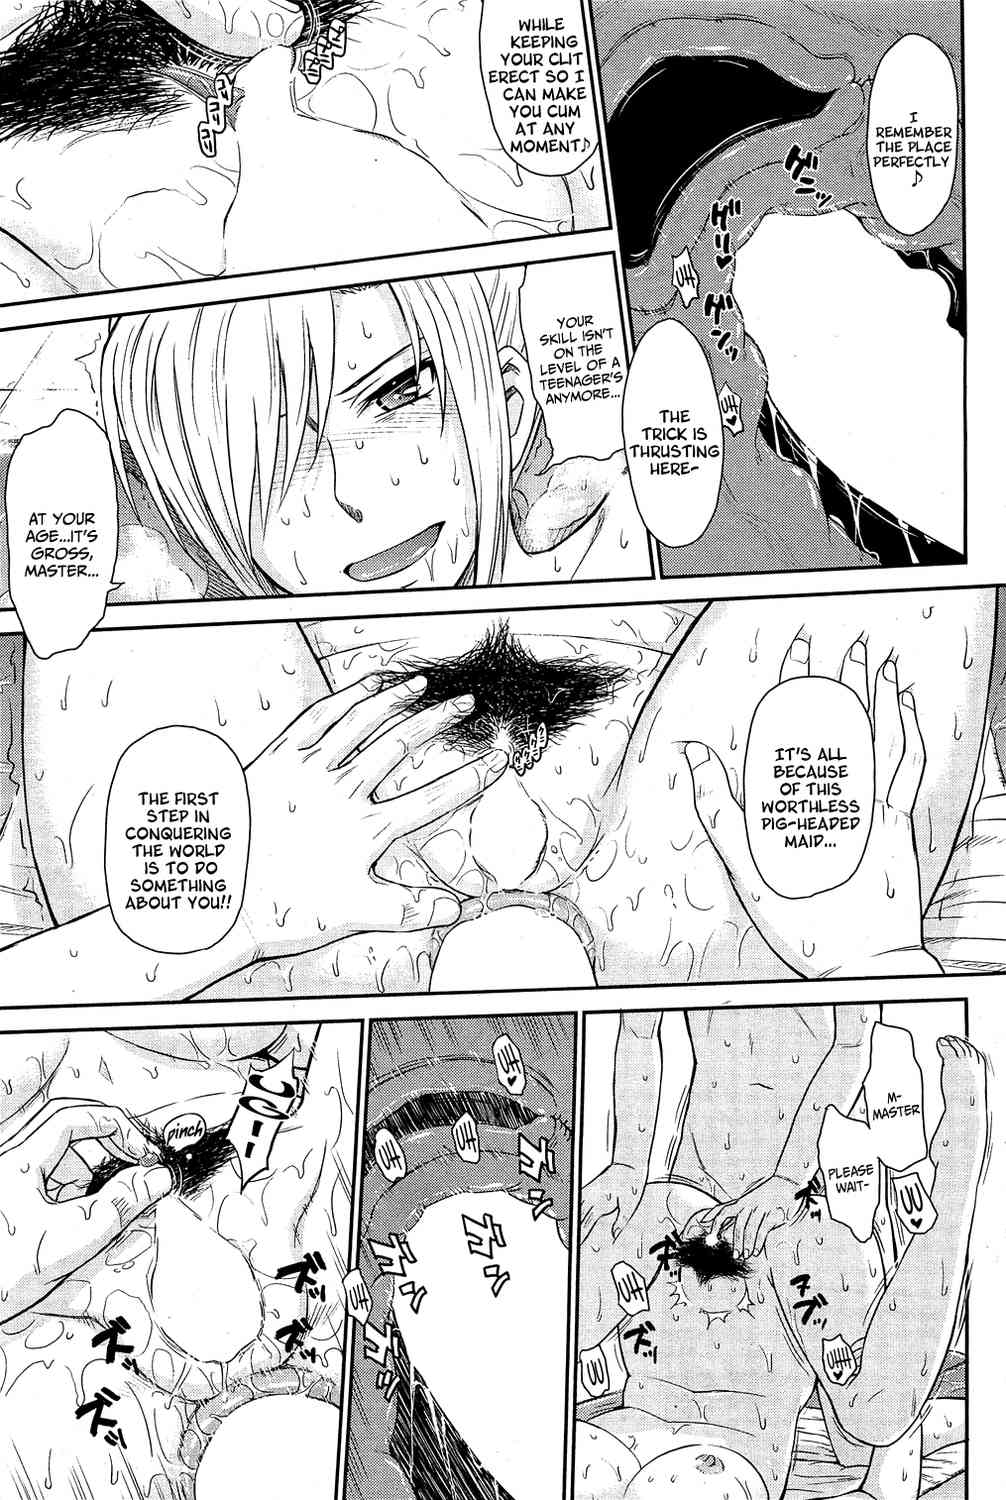 I
REMEMBER
THE PLACE
PERFECTLY
♪
THE
TRICK IS
THRUSTING
HERE~
WHILE
KEEPING
YOUR CLIT
ERECT SO I
CAN MAKE
YOU CUM
AT ANY
MOMENT♪
YOUR
SKILL ISN'T
ON THE
LEVEL OF A
TEENAGER'S
ANYMORE...
AT YOUR
AGE...IT'S
GROSS,
MASTER...
IT'S ALL
BECAUSE
OF THIS
WORTHLESS
PIG-HEADED
MAID...
THE FIRST
STEP IN
CONQUERING
THE WORLD
IS TO DO
SOMETHING
ABOUT YOU!!
M-
MASTER
PLEASE
WAIT-
pinch